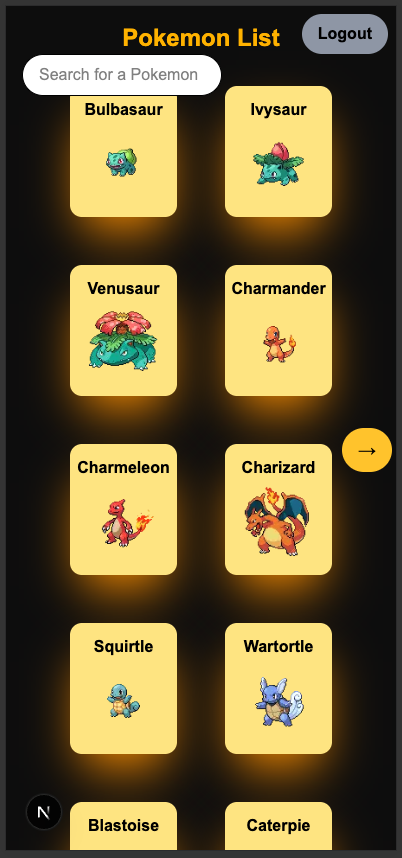 Pokemon List
Logout
Search for a Pokemon
Bulbasaur
Ivysaur
Venusaur
Charmander
Charmeleon
Charizard
→
Squirtle
Wartortle
N
Blastoise
Caterpie